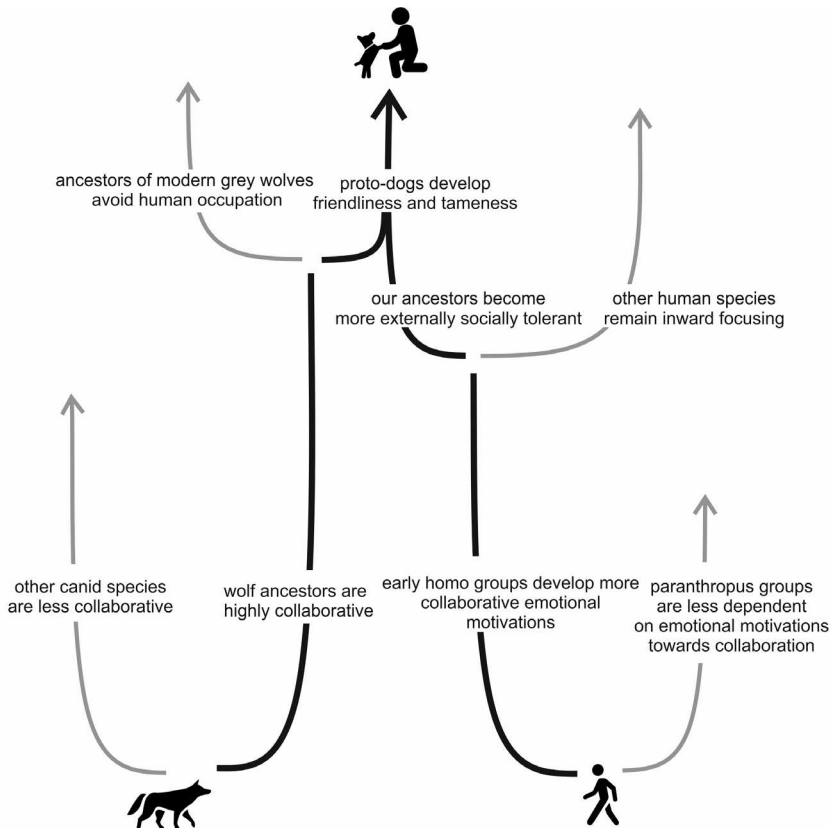 ancestors of modern grey wolves
avoid human occupation
proto-dogs develop
friendliness and tameness
our ancestors become
more externally socially tolerant
other human species
remain inward focusing
other canid species
are less collaborative
wolf ancestors are
highly collaborative
early homo groups develop more
collaborative emotional
motivations
paranthropus groups
are less dependent
on emotional motivations
towards collaboration